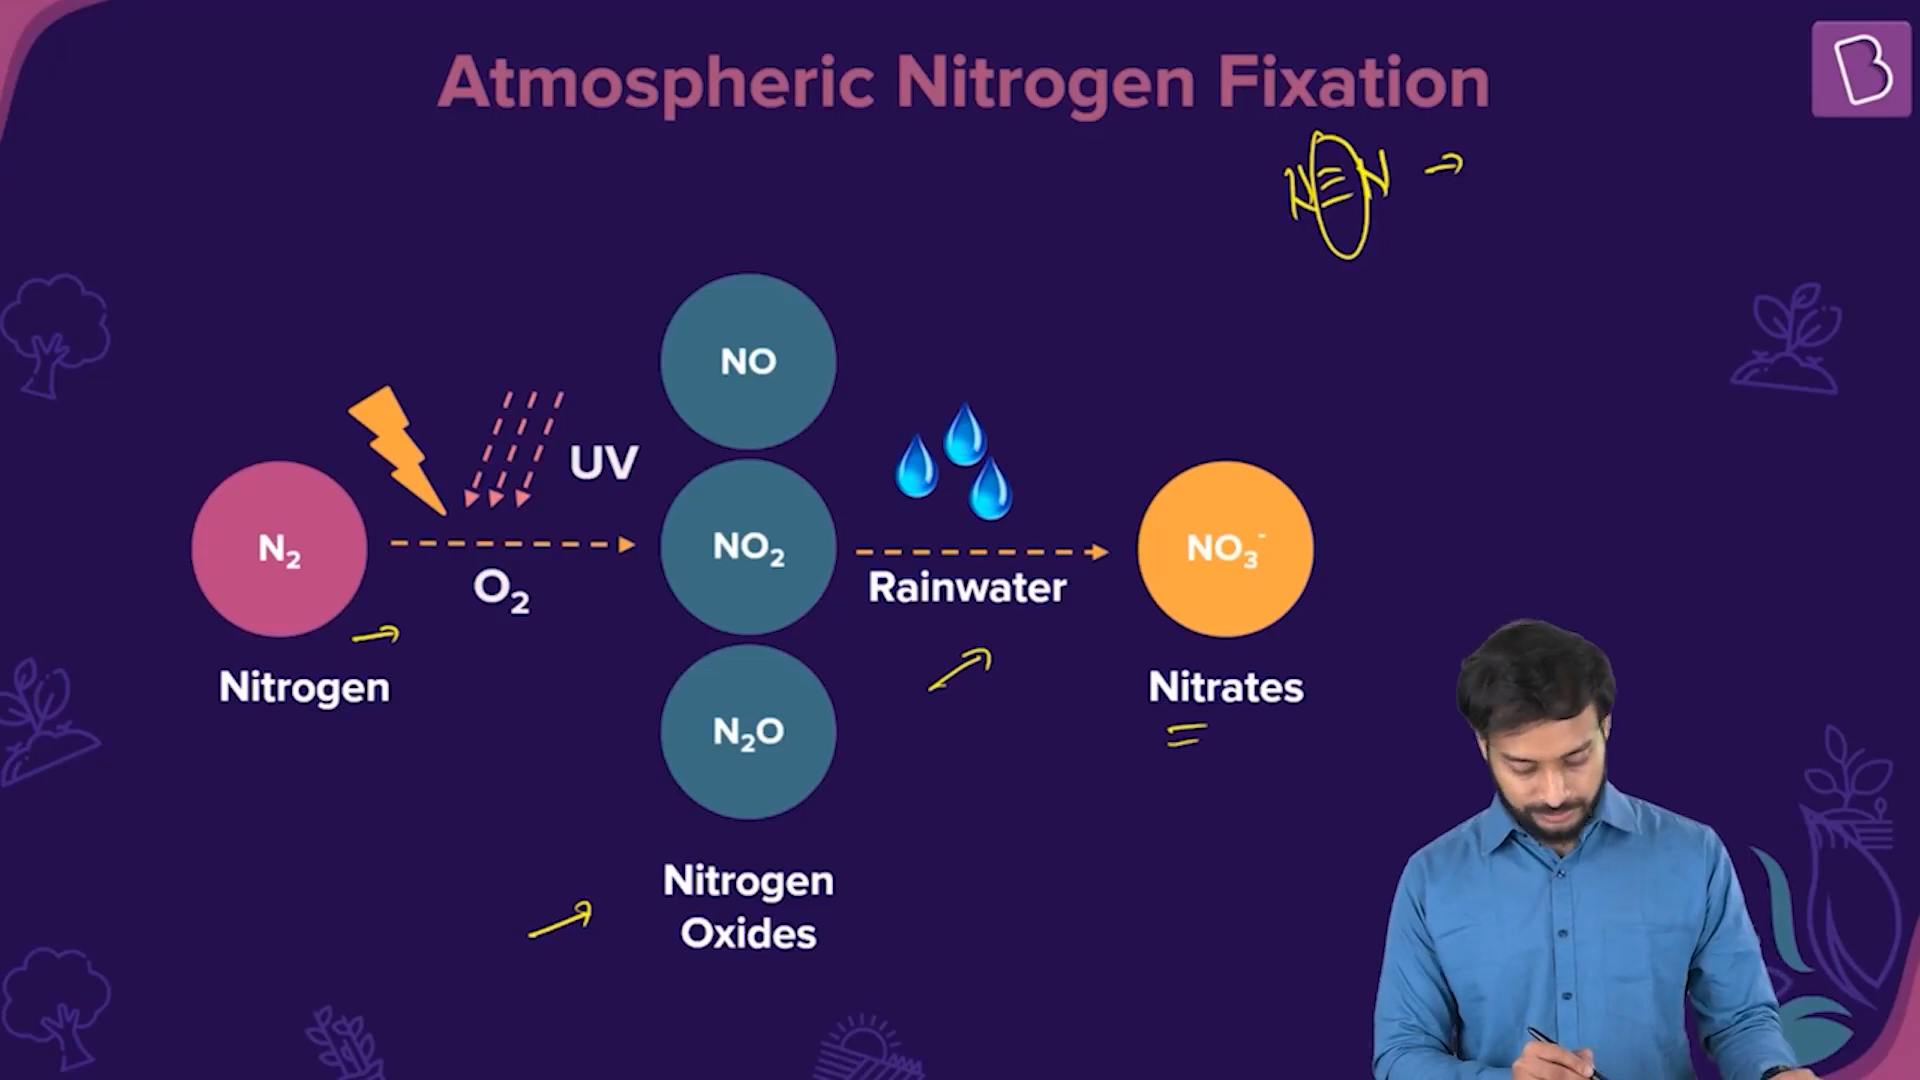 Atmospheric Nitrogen Fixation
B
N≡N →
NO
UV
N₂
NO₂
NO₃⁻
O₂
Rainwater
Nitrogen
Nitrates
N₂O
Nitrogen
Oxides